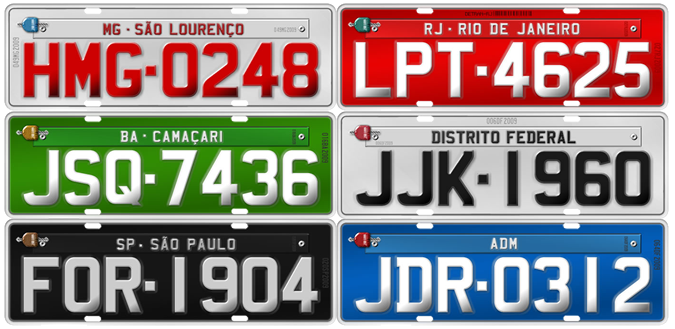 MG · SÃO LOURENÇO
HMG·0248
RJ · RIO DE JANEIRO
LPT·4625
BA · CAMAÇARI
JSQ·7436
DISTRITO FEDERAL
JJK·1960
SP · SÃO PAULO
FOR·1904
ADM
JDR·0312